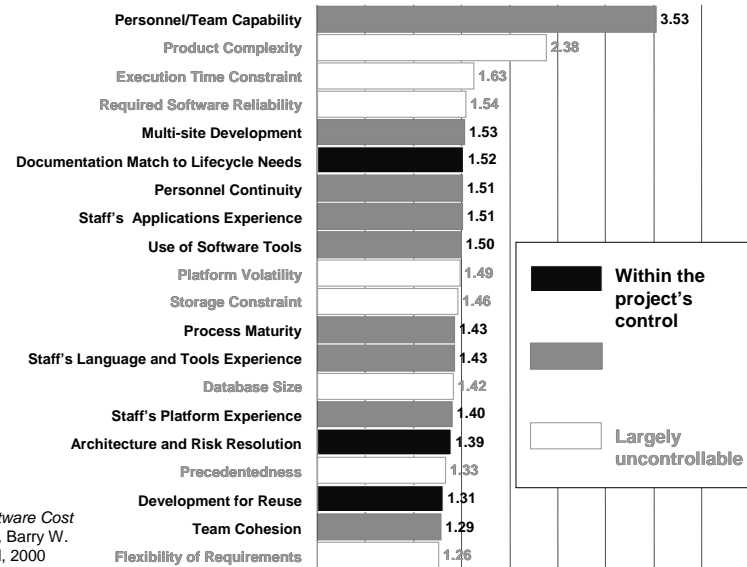 Personnel/Team Capability 3.53
Product Complexity 2.38
Execution Time Constraint 1.63
Required Software Reliability 1.54
Multi-site Development 1.53
Documentation Match to Lifecycle Needs 1.52
Personnel Continuity 1.51
Staff's Applications Experience 1.51
Use of Software Tools 1.50
Platform Volatility 1.49
Storage Constraint 1.46
Process Maturity 1.43
Staff's Language and Tools Experience 1.43
Database Size 1.42
Staff's Platform Experience 1.40
Architecture and Risk Resolution 1.39
Precedentedness 1.33
Development for Reuse 1.31
Team Cohesion 1.29
Flexibility of Requirements 1.26
Within the
project's
control
Largely
uncontrollable
Cost
, Barry W.
, 2000